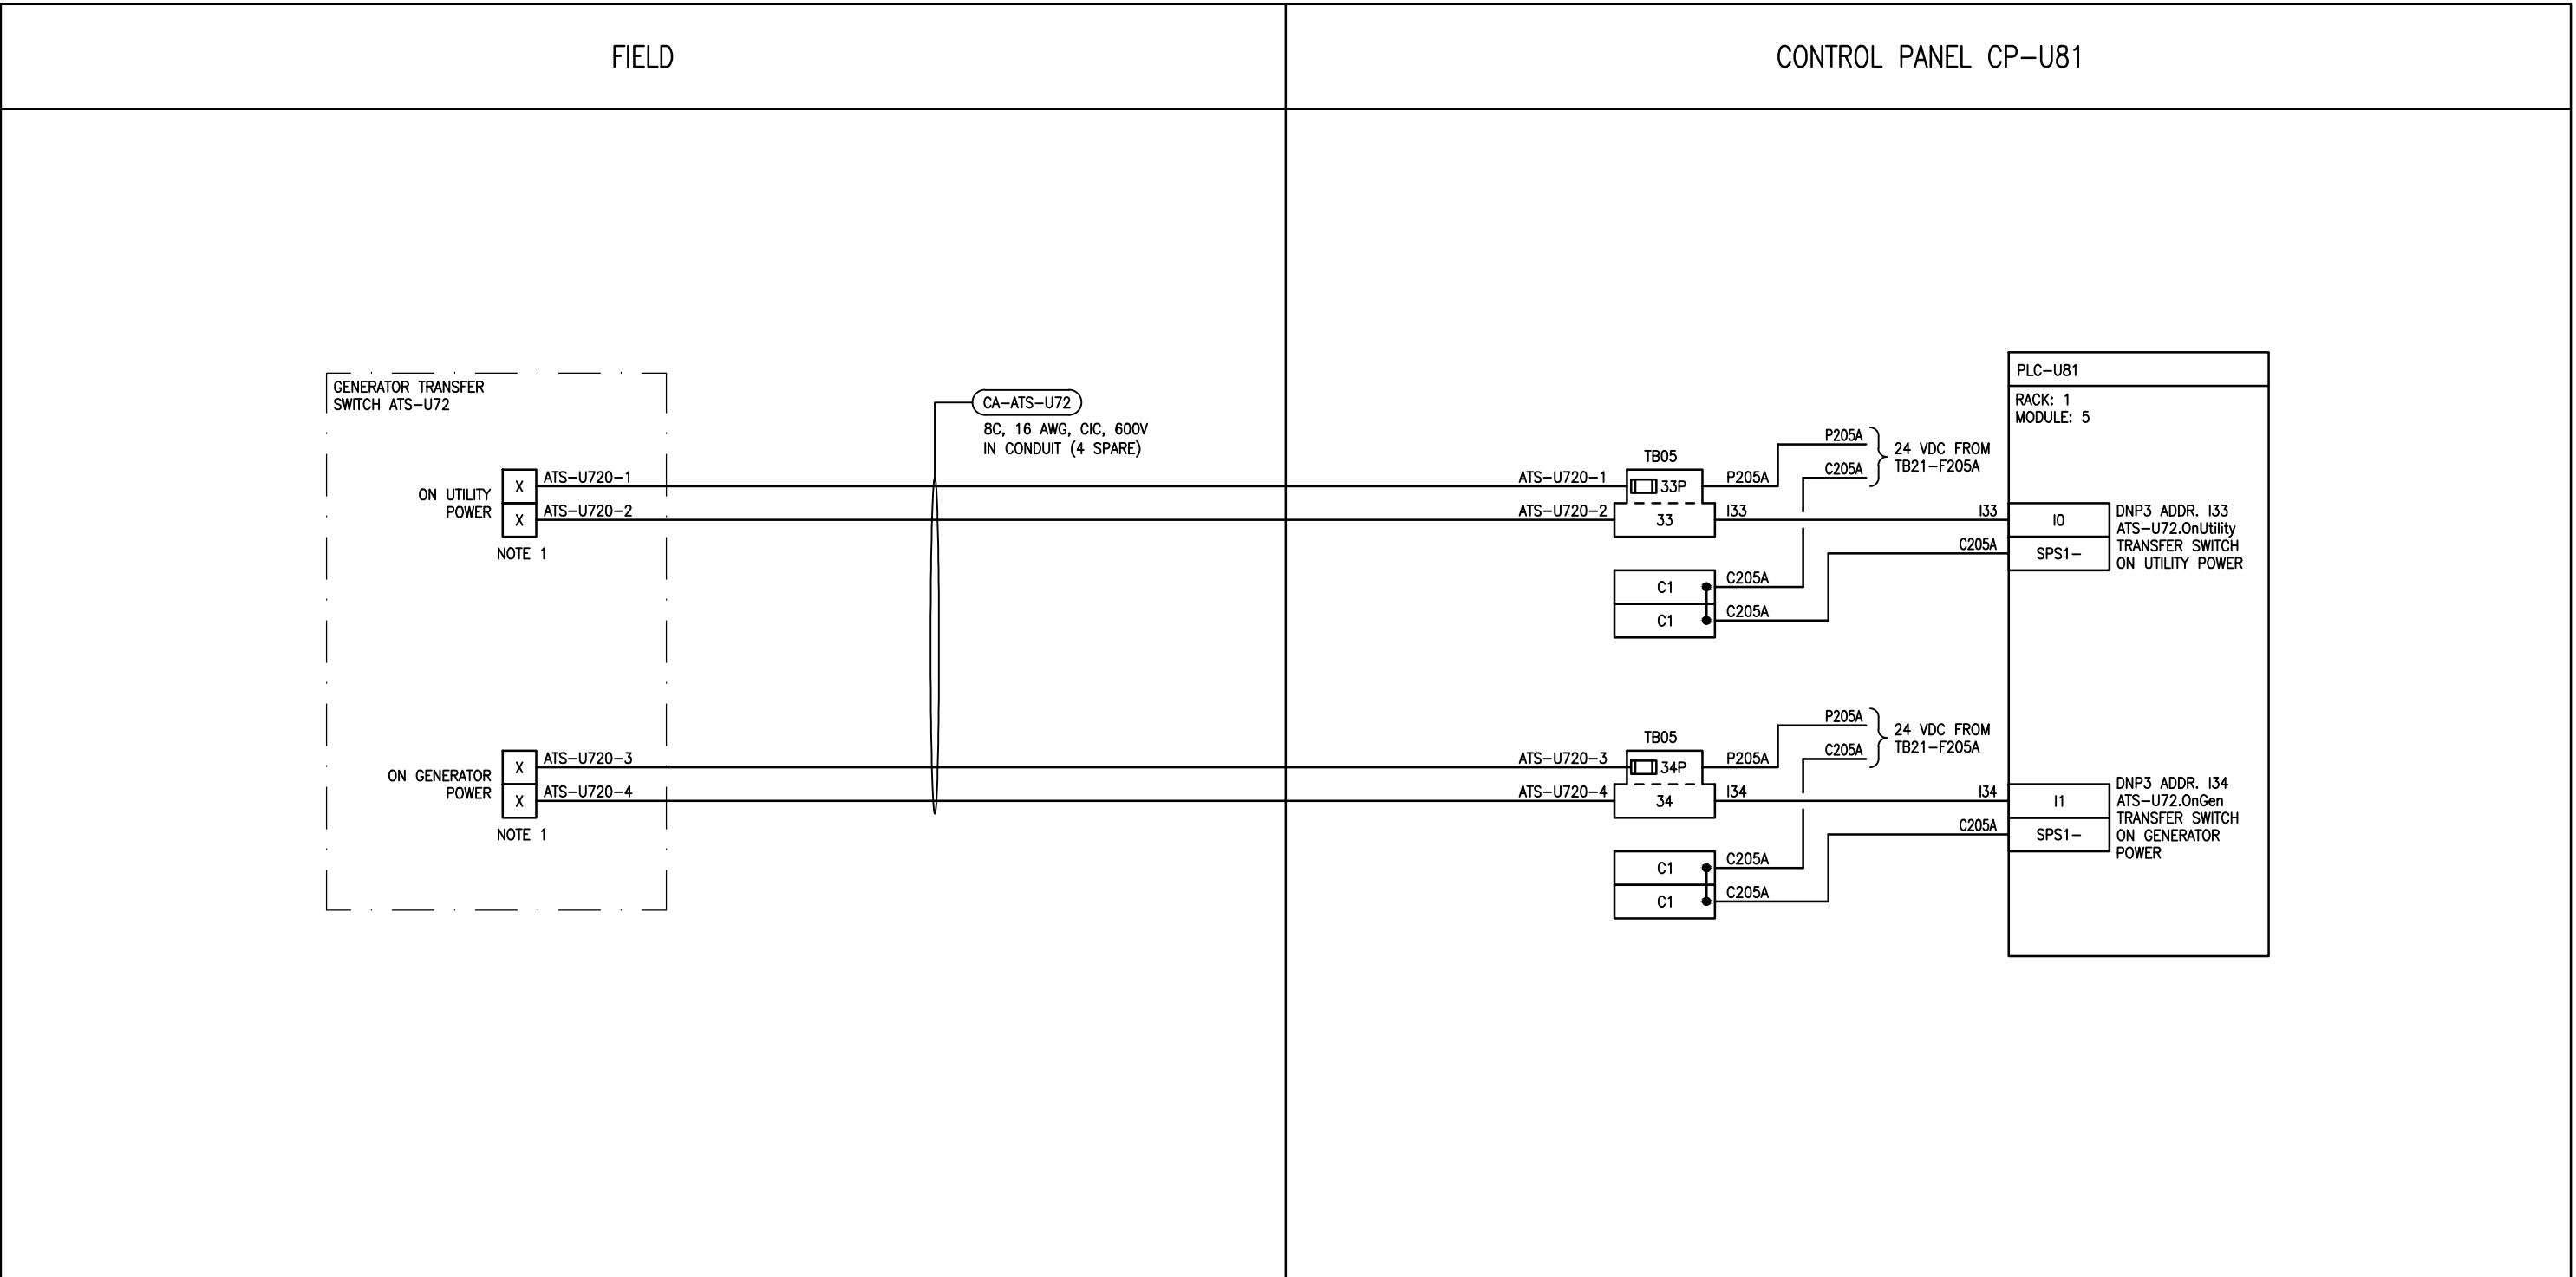 FIELD
CONTROL PANEL CP-U81
GENERATOR TRANSFER
SWITCH ATS-U72
ON UTILITY
POWER
X
X
ATS-U720-1
ATS-U720-2
NOTE 1
ON GENERATOR
POWER
X
X
ATS-U720-3
ATS-U720-4
NOTE 1
CA-ATS-U72
8C, 16 AWG, CIC, 600V
IN CONDUIT (4 SPARE)
TB05
ATS-U720-1
33P
P205A
ATS-U720-2
33
I33
P205A
C205A
24 VDC FROM
TB21-F205A
C1
C205A
C1
C205A
I33
C205A
TB05
ATS-U720-3
34P
P205A
ATS-U720-4
34
I34
P205A
C205A
24 VDC FROM
TB21-F205A
C1
C205A
C1
C205A
I34
C205A
PLC-U81
RACK: 1
MODULE: 5
I0
SPS1-
DNP3 ADDR. I33
ATS-U72.OnUtility
TRANSFER SWITCH
ON UTILITY POWER
I1
SPS1-
DNP3 ADDR. I34
ATS-U72.OnGen
TRANSFER SWITCH
ON GENERATOR
POWER